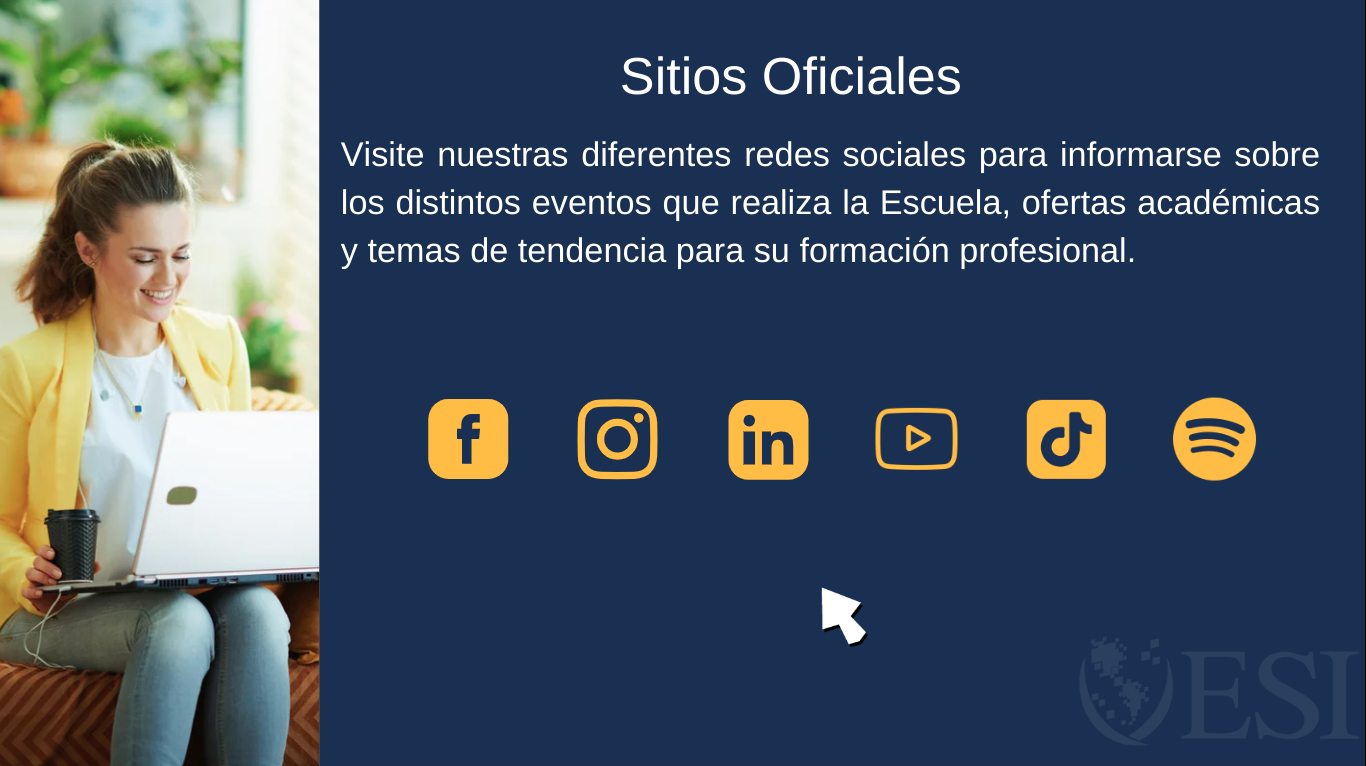 Sitios Oficiales
Visite nuestras diferentes redes sociales para informarse sobre
los distintos eventos que realiza la Escuela, ofertas académicas
y temas de tendencia para su formación profesional.
f
in
ESI